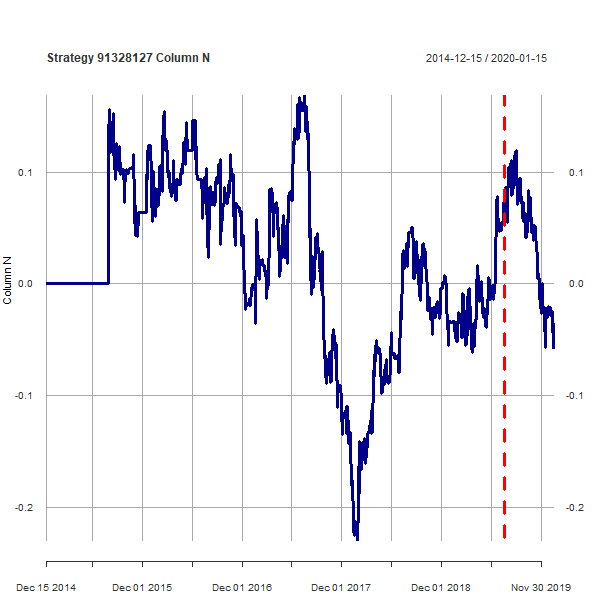 Strategy 91328127 Column N
2014-12-15 / 2020-01-15
Column N
0.1
0.1
0.0
0.0
-0.1
-0.1
-0.2
-0.2
Dec 15 2014
Dec 01 2015
Dec 01 2016
Dec 01 2017
Dec 01 2018
Nov 30 2019